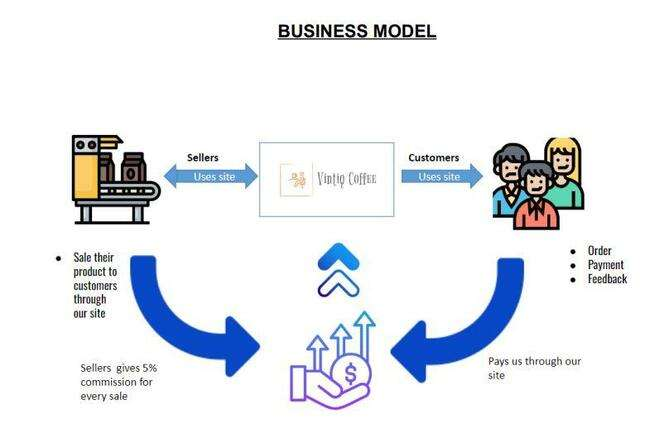 BUSINESS MODEL
Sellers
Uses site
Vintiq Coffee
Customers
Uses site
• Sale their
product to
customers
through
our site
• Order
• Payment
• Feedback
Sellers gives 5%
commission for
every sale
$
Pays us through our
site